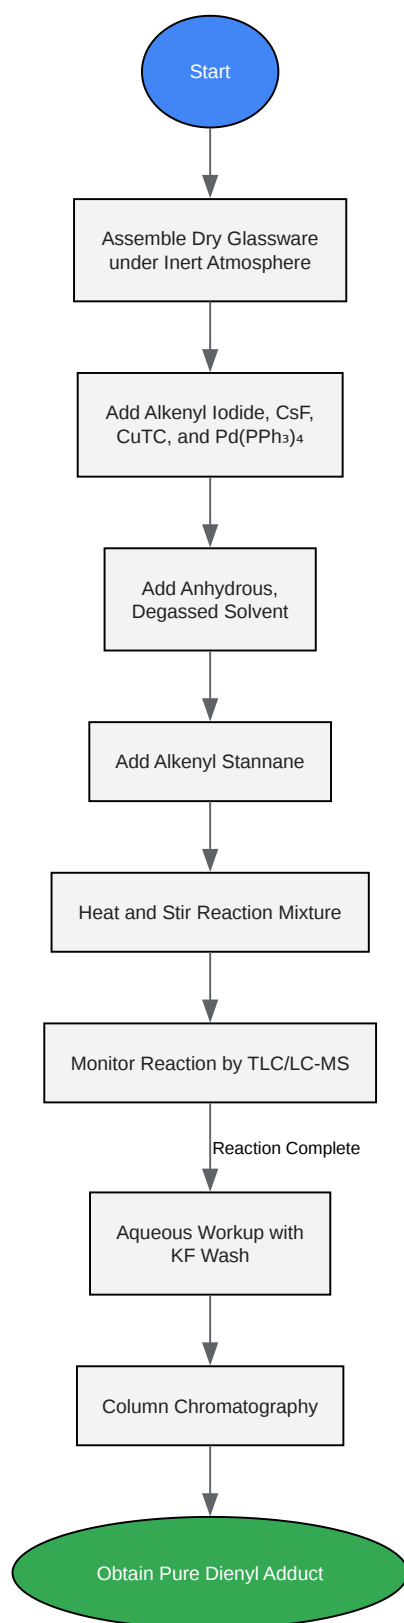 Start
Assemble Dry Glassware
under Inert Atmosphere
Add Alkenyl Iodide, CsF,
CuTC, and Pd(PPh₃)₄
Add Anhydrous,
Degassed Solvent
Add Alkenyl Stannane
Heat and Stir Reaction Mixture
Monitor Reaction by TLC/LC-MS
Reaction Complete
Aqueous Workup with
KF Wash
Column Chromatography
Obtain Pure Dienyl Adduct